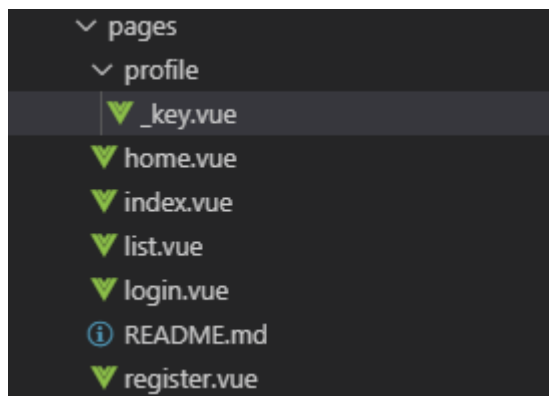 pages
profile
_key.vue
home.vue
index.vue
list.vue
login.vue
README.md
register.vue